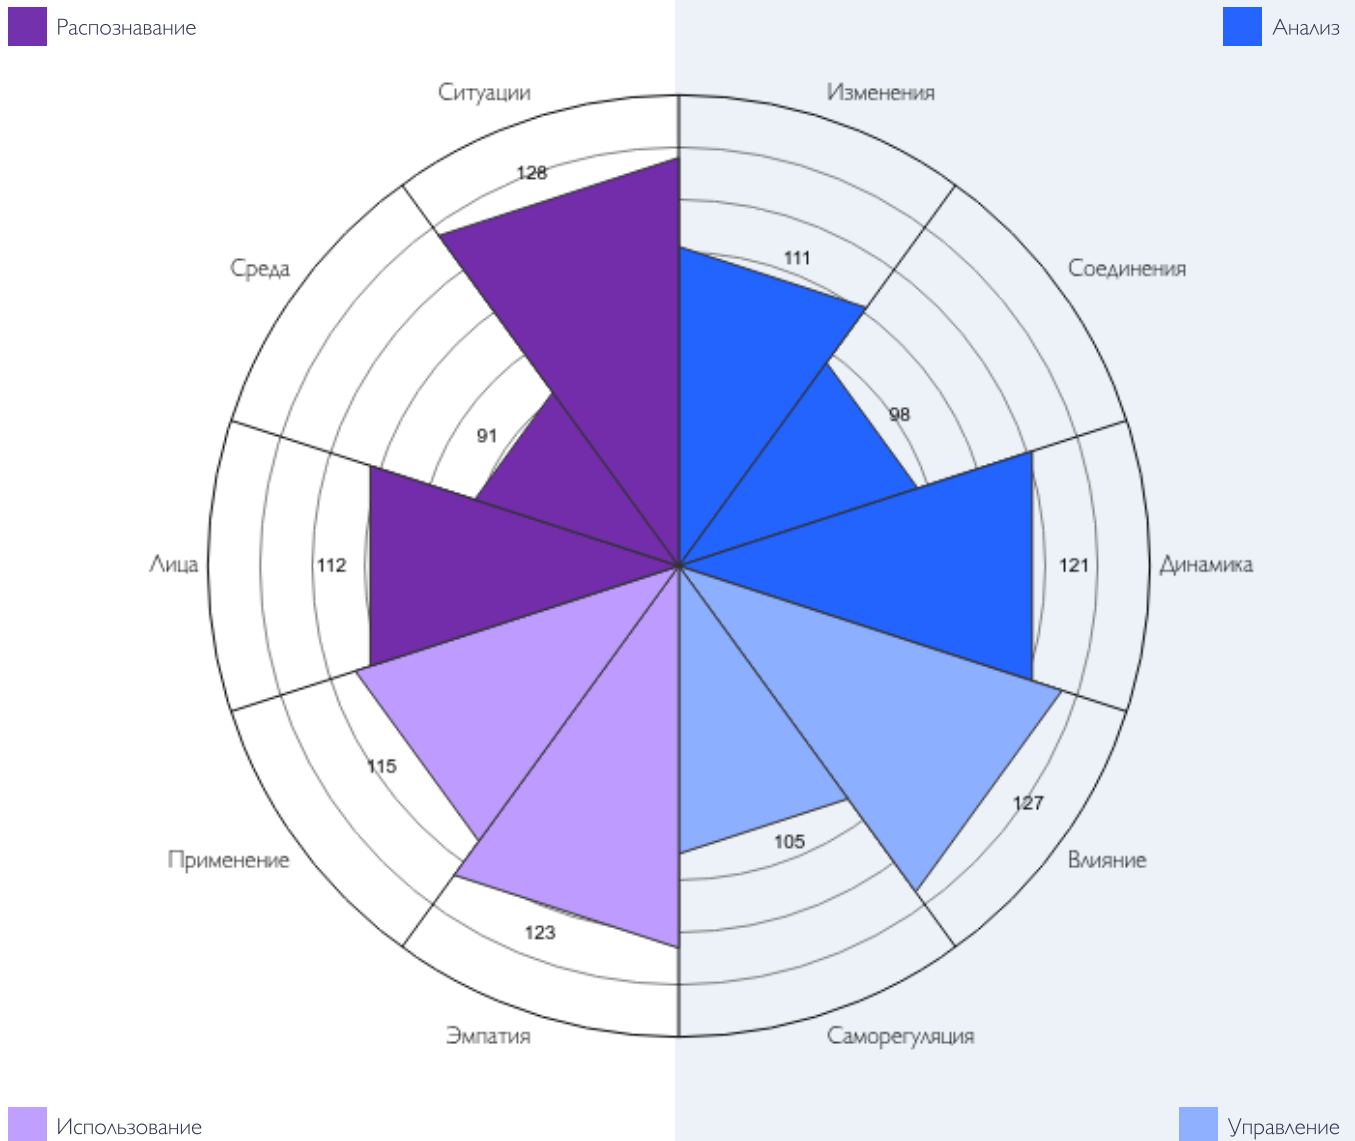 Распознавание
Анализ
Ситуации
Изменения
128
111
Среда
Соединения
91
98
Лица
112
121
Динамика
115
127
Применение
105
Влияние
123
Эмпатия
Саморегуляция
Использование
Управление